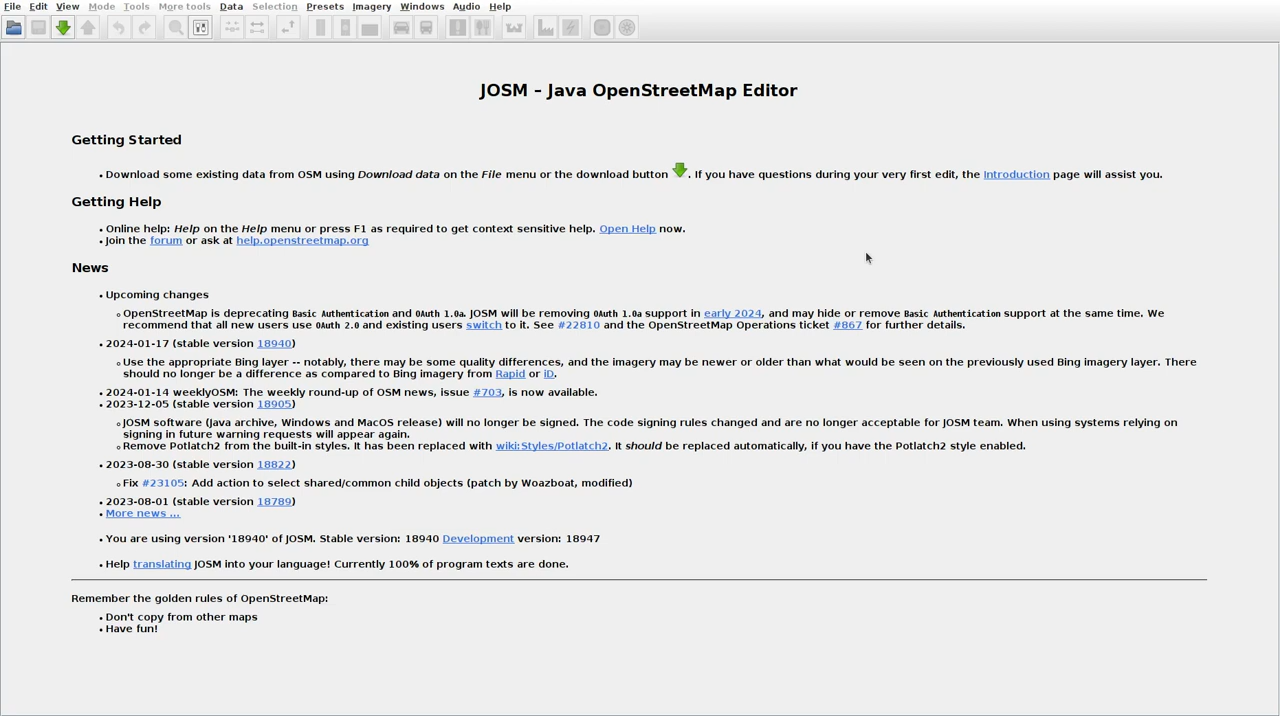 File Edit View Mode Tools More tools Data Selection Presets Imagery Windows Audio Help
JOSM – Java OpenStreetMap Editor
Getting Started
• Download some existing data from OSM using Download data on the File menu or the download button . If you have questions during your very first edit, the Introduction page will assist you.
Getting Help
• Online help: Help on the Help menu or press F1 as required to get context sensitive help. Open Help now.
• Join the forum or ask at help.openstreetmap.org
News
• Upcoming changes
◦ OpenStreetMap is deprecating Basic Authentication and OAuth 1.0a. JOSM will be removing OAuth 1.0a support in early 2024, and may hide or remove Basic Authentication support at the same time. We
recommend that all new users use OAuth 2.0 and existing users switch to it. See #22810 and the OpenStreetMap Operations ticket #867 for further details.
• 2024-01-17 (stable version 18940)
◦ Use the appropriate Bing layer -- notably, there may be some quality differences, and the imagery may be newer or older than what would be seen on the previously used Bing imagery layer. There
should no longer be a difference as compared to Bing imagery from Rapid or iD.
• 2024-01-14 weeklyOSM: The weekly round-up of OSM news, issue #703, is now available.
• 2023-12-05 (stable version 18905)
◦ JOSM software (Java archive, Windows and MacOS release) will no longer be signed. The code signing rules changed and are no longer acceptable for JOSM team. When using systems relying on
signing in future warning requests will appear again.
◦ Remove Potlatch2 from the built-in styles. It has been replaced with wiki:Styles/Potlatch2. It should be replaced automatically, if you have the Potlatch2 style enabled.
• 2023-08-30 (stable version 18822)
◦ Fix #23105: Add action to select shared/common child objects (patch by Woazboat, modified)
• 2023-08-01 (stable version 18789)
• More news ...
• You are using version '18940' of JOSM. Stable version: 18940 Development version: 18947
• Help translating JOSM into your language! Currently 100% of program texts are done.
Remember the golden rules of OpenStreetMap:
• Don't copy from other maps
• Have fun!